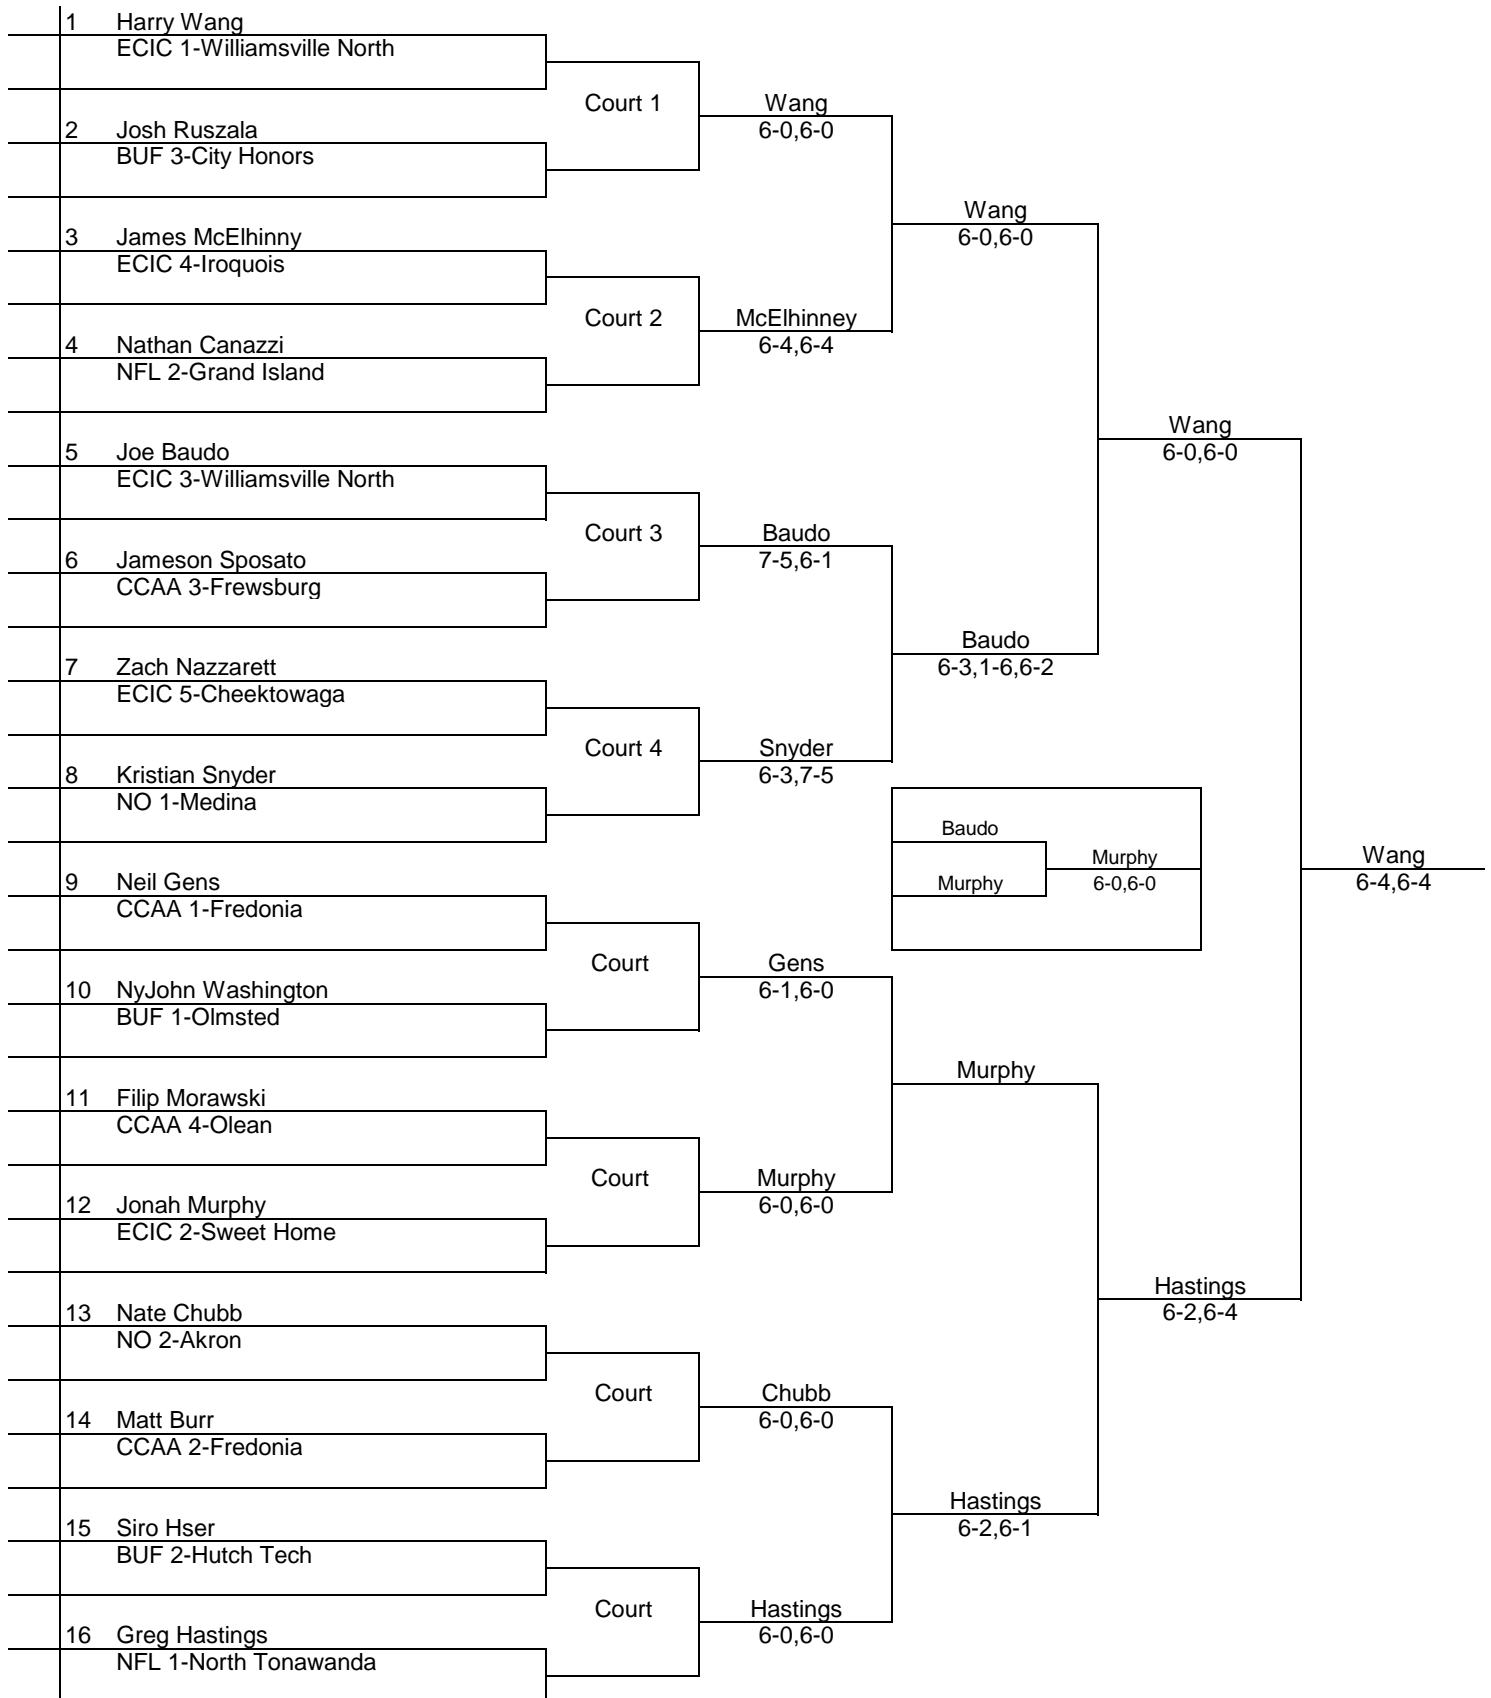 1 Harry Wang
ECIC 1-Williamsville North
Court 1
Wang
6-0,6-0
2 Josh Ruszala
BUF 3-City Honors
Wang
6-0,6-0
3 James McElhinny
ECIC 4-Iroquois
Court 2
McElhinney
6-4,6-4
4 Nathan Canazzi
NFL 2-Grand Island
Wang
6-0,6-0
5 Joe Baudo
ECIC 3-Williamsville North
Court 3
Baudo
7-5,6-1
6 Jameson Sposato
CCAA 3-Frewsburg
Baudo
6-3,1-6,6-2
7 Zach Nazzarett
ECIC 5-Cheektowaga
Court 4
Snyder
6-3,7-5
8 Kristian Snyder
NO 1-Medina
Baudo
Murphy
Murphy
6-0,6-0
Wang
6-4,6-4
9 Neil Gens
CCAA 1-Fredonia
Court
Gens
6-1,6-0
10 NyJohn Washington
BUF 1-Olmsted
Murphy
11 Filip Morawski
CCAA 4-Olean
Court
Murphy
6-0,6-0
12 Jonah Murphy
ECIC 2-Sweet Home
Hastings
6-2,6-4
13 Nate Chubb
NO 2-Akron
Court
Chubb
6-0,6-0
14 Matt Burr
CCAA 2-Fredonia
Hastings
6-2,6-1
15 Siro Hser
BUF 2-Hutch Tech
Court
Hastings
6-0,6-0
16 Greg Hastings
NFL 1-North Tonawanda